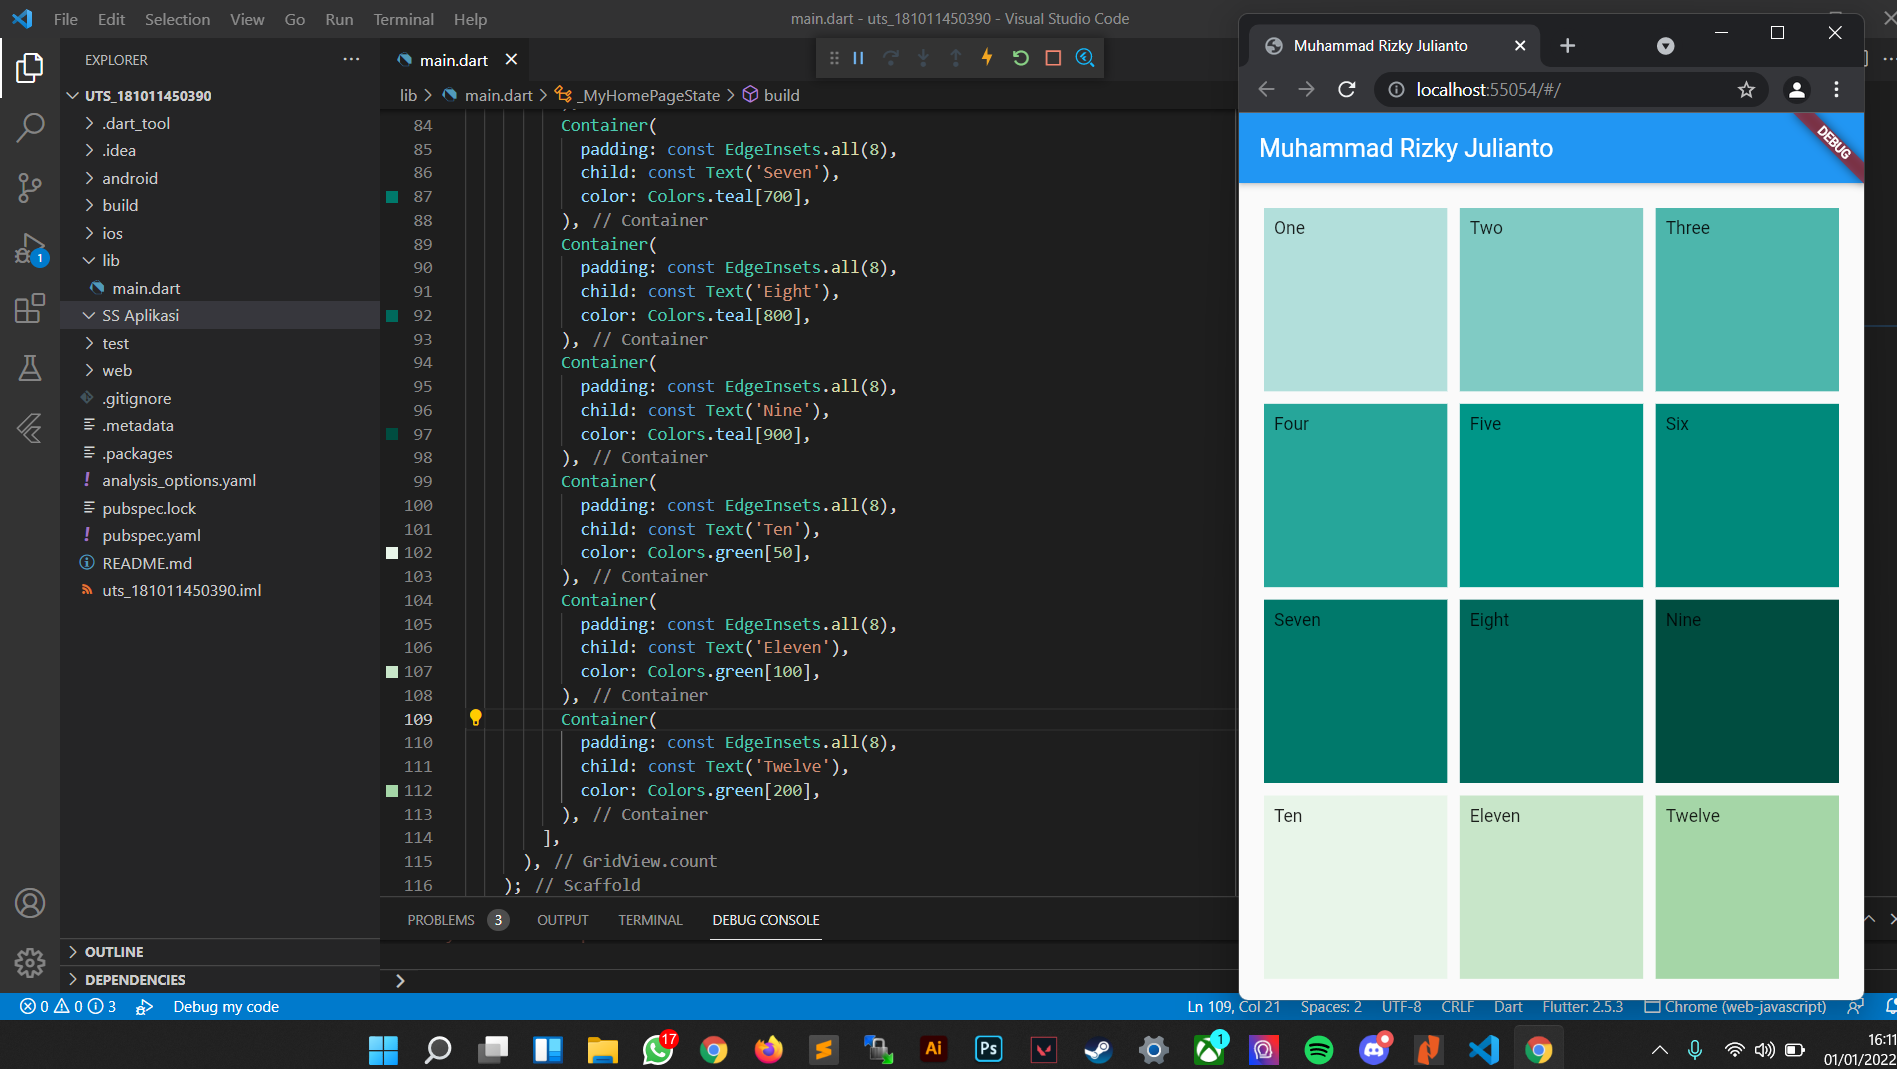 File Edit Selection View Go Run Terminal Help
main.dart - uts_181011450390 - Visual Studio Code
EXPLORER
UTS_181011450390
.dart_tool
.idea
android
build
ios
lib
main.dart
SS Aplikasi
test
web
.gitignore
.metadata
.packages
analysis_options.yaml
pubspec.lock
pubspec.yaml
README.md
uts_181011450390.iml
OUTLINE
DEPENDENCIES
1
main.dart
lib > main.dart > _MyHomePageState > build
84 Container(
85 padding: const EdgeInsets.all(8),
86 child: const Text('Seven'),
87 color: Colors.teal[700],
88 ), // Container
89 Container(
90 padding: const EdgeInsets.all(8),
91 child: const Text('Eight'),
92 color: Colors.teal[800],
93 ), // Container
94 Container(
95 padding: const EdgeInsets.all(8),
96 child: const Text('Nine'),
97 color: Colors.teal[900],
98 ), // Container
99 Container(
100 padding: const EdgeInsets.all(8),
101 child: const Text('Ten'),
102 color: Colors.green[50],
103 ), // Container
104 Container(
105 padding: const EdgeInsets.all(8),
106 child: const Text('Eleven'),
107 color: Colors.green[100],
108 ), // Container
109 Container(
110 padding: const EdgeInsets.all(8),
111 child: const Text('Twelve'),
112 color: Colors.green[200],
113 ), // Container
114 ],
115 ), // GridView.count
116 ); // Scaffold
PROBLEMS 3 OUTPUT TERMINAL DEBUG CONSOLE
Muhammad Rizky Julianto
localhost:55054/#/
Muhammad Rizky Julianto
DEBUG
One Two Three
Four Five Six
Seven Eight Nine
Ten Eleven Twelve
0 0 3 Debug my code
Ln 109, Col 21 Spaces: 2 UTF-8 CRLF Dart Flutter: 2.5.3 Chrome (web-javascript)
17
Ai
Ps
1
16:11
01/01/2022